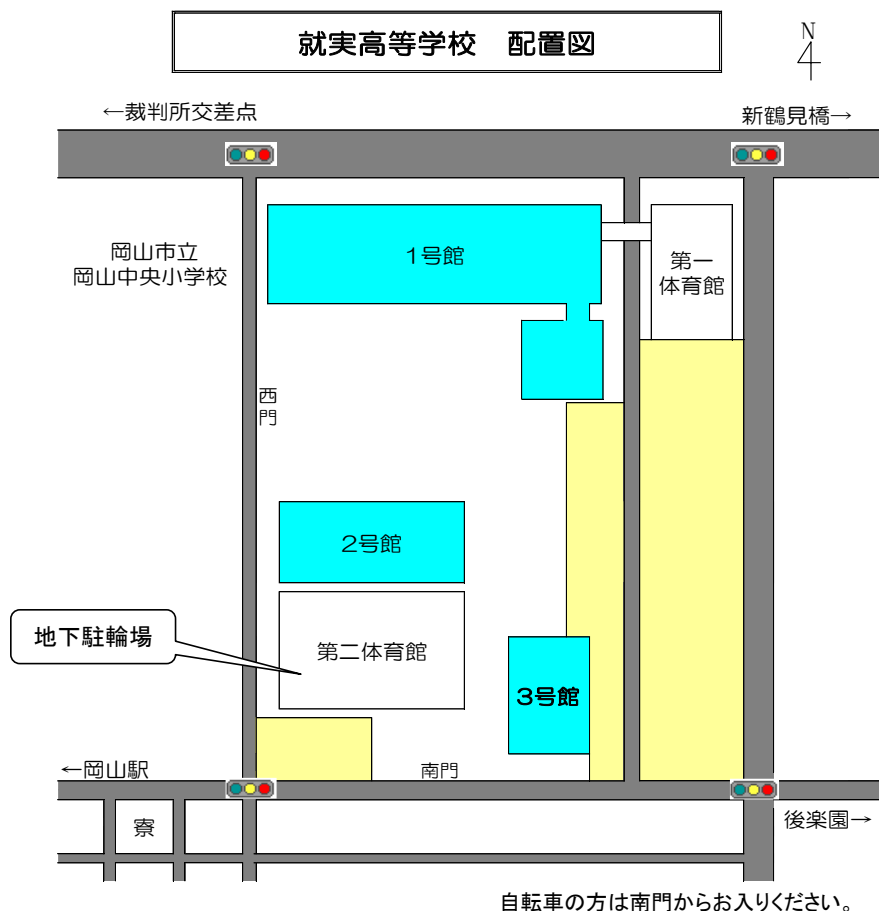 就実高等学校　配置図
N
←裁判所交差点
新鶴見橋→
岡山市立
岡山中央小学校
1号館
第一
体育館
西
門
2号館
地下駐輪場
第二体育館
3号館
←岡山駅
南門
寮
後楽園→
自転車の方は南門からお入りください。